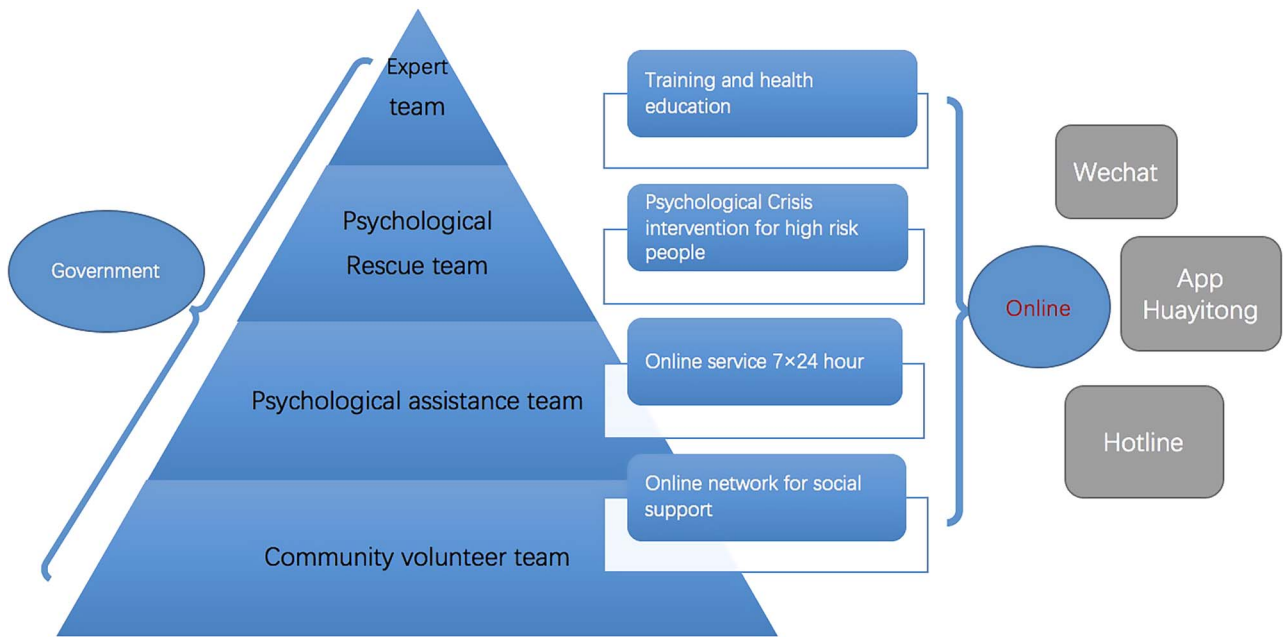 Expert
team
Psychological
Rescue team
Psychological assistance team
Community volunteer team
Government
Training and health
education
Psychological Crisis
intervention for high risk
people
Online service 7×24 hour
Online network for social
support
Online
Wechat
App
Huayitong
Hotline